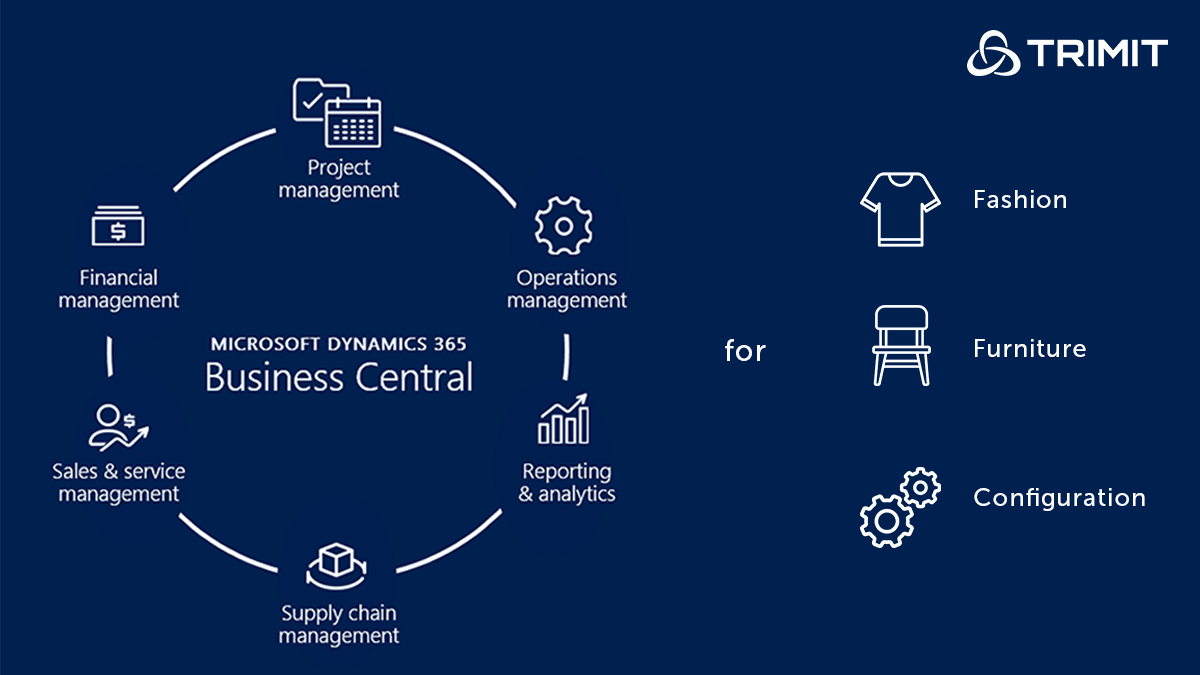 TRIMIT
Project
management
Financial
management
Operations
management
MICROSOFT DYNAMICS 365
Business Central
Sales & service
management
Reporting
& analytics
Supply chain
management
for
Fashion
Furniture
Configuration